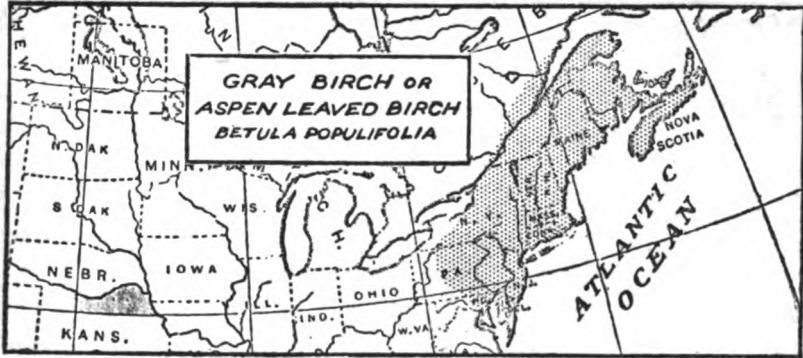 MANITOBA
GRAY BIRCH OR
ASPEN LEAVED BIRCH
BETULA POPULIFOLIA
N. DAK
MINN.
S. DAK
WIS.
NEBR.
IOWA
KANS.
IND.
OHIO
W. VA.
PA.
N. Y.
MAINE
NOVA
SCOTIA
ATLANTIC
OCEAN